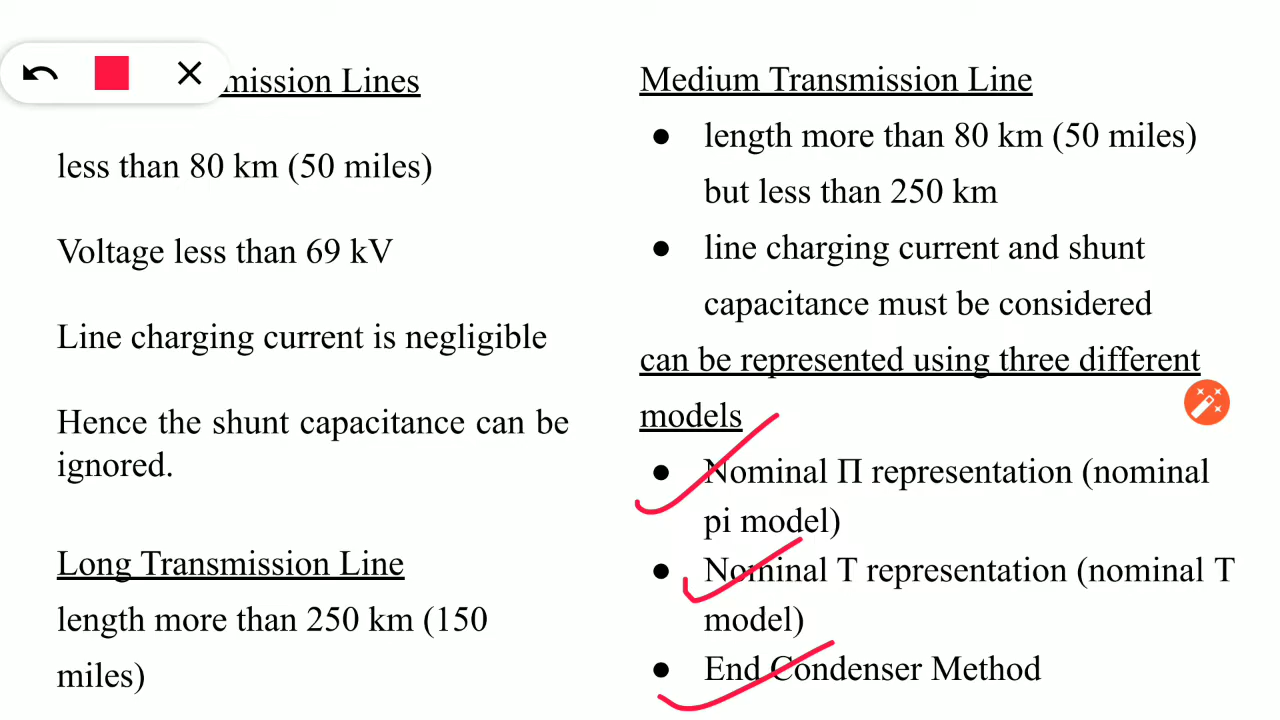 mission Lines
less than 80 km (50 miles)
Voltage less than 69 kV
Line charging current is negligible
Hence the shunt capacitance can be
ignored.
Long Transmission Line
length more than 250 km (150
miles)
Medium Transmission Line
● length more than 80 km (50 miles)
but less than 250 km
● line charging current and shunt
capacitance must be considered
can be represented using three different
models
● Nominal Π representation (nominal
pi model)
● Nominal T representation (nominal T
model)
● End Condenser Method